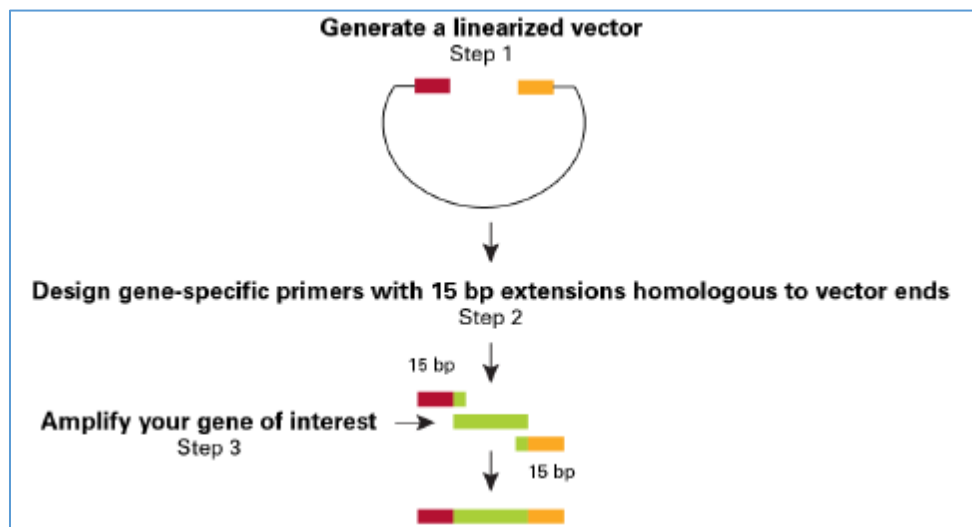 Generate a linearized vector
Step 1
Design gene-specific primers with 15 bp extensions homologous to vector ends
Step 2
15 bp
Amplify your gene of interest
Step 3
15 bp